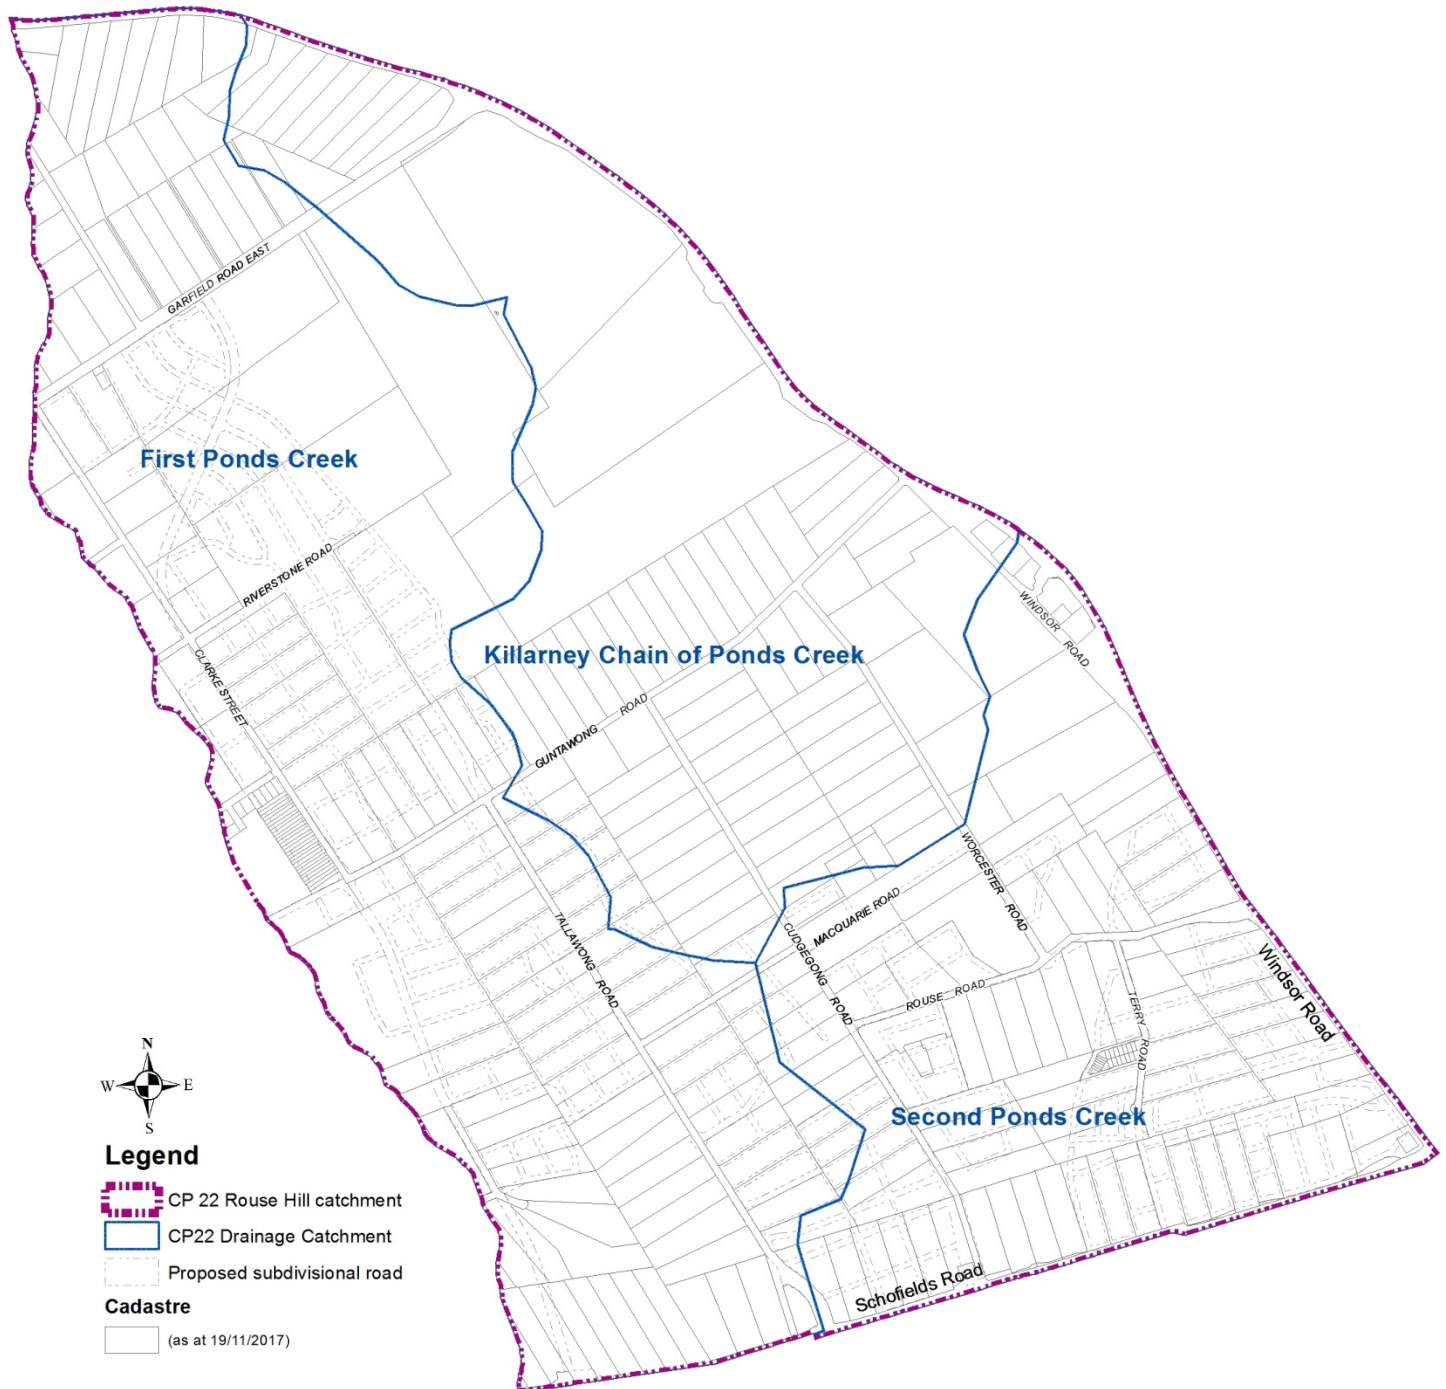 GARFIELD ROAD EAST
First Ponds Creek
RIVERSTONE ROAD
WINDSOR ROAD
Killarney Chain of Ponds Creek
CLARKE STREET
GUNTAWONG ROAD
WORCESTER ROAD
MACQUARIE ROAD
CUDGEGONG ROAD
TALLAWONG ROAD
Windsor Road
ROUSE ROAD
TERRY ROAD
Second Ponds Creek
Schofields Road
N
W E
S
Legend
CP 22 Rouse Hill catchment
CP22 Drainage Catchment
Proposed subdivisional road
Cadastre
(as at 19/11/2017)